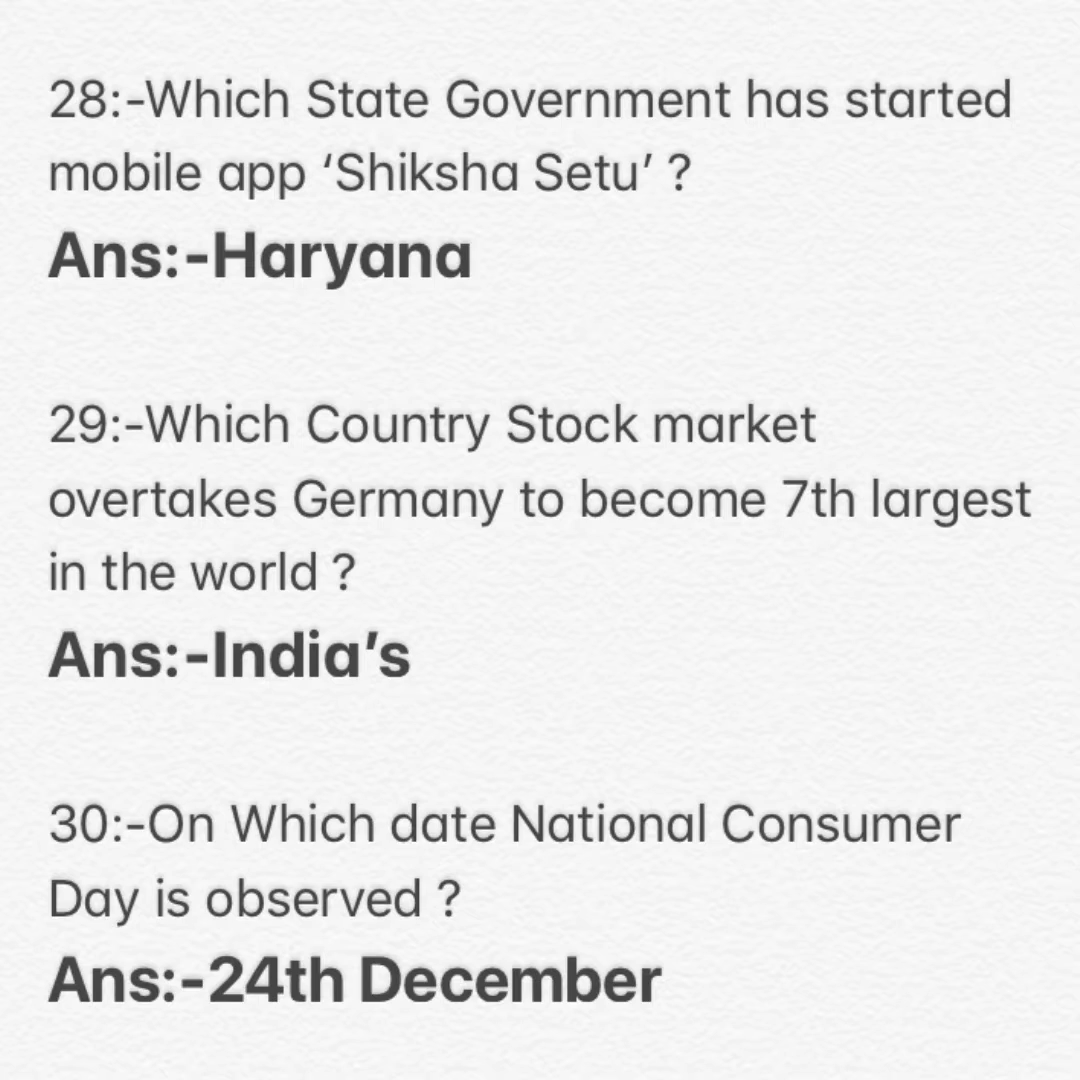 28:-Which State Government has started
mobile app ‘Shiksha Setu’ ?
Ans:-Haryana
29:-Which Country Stock market
overtakes Germany to become 7th largest
in the world ?
Ans:-India’s
30:-On Which date National Consumer
Day is observed ?
Ans:-24th December